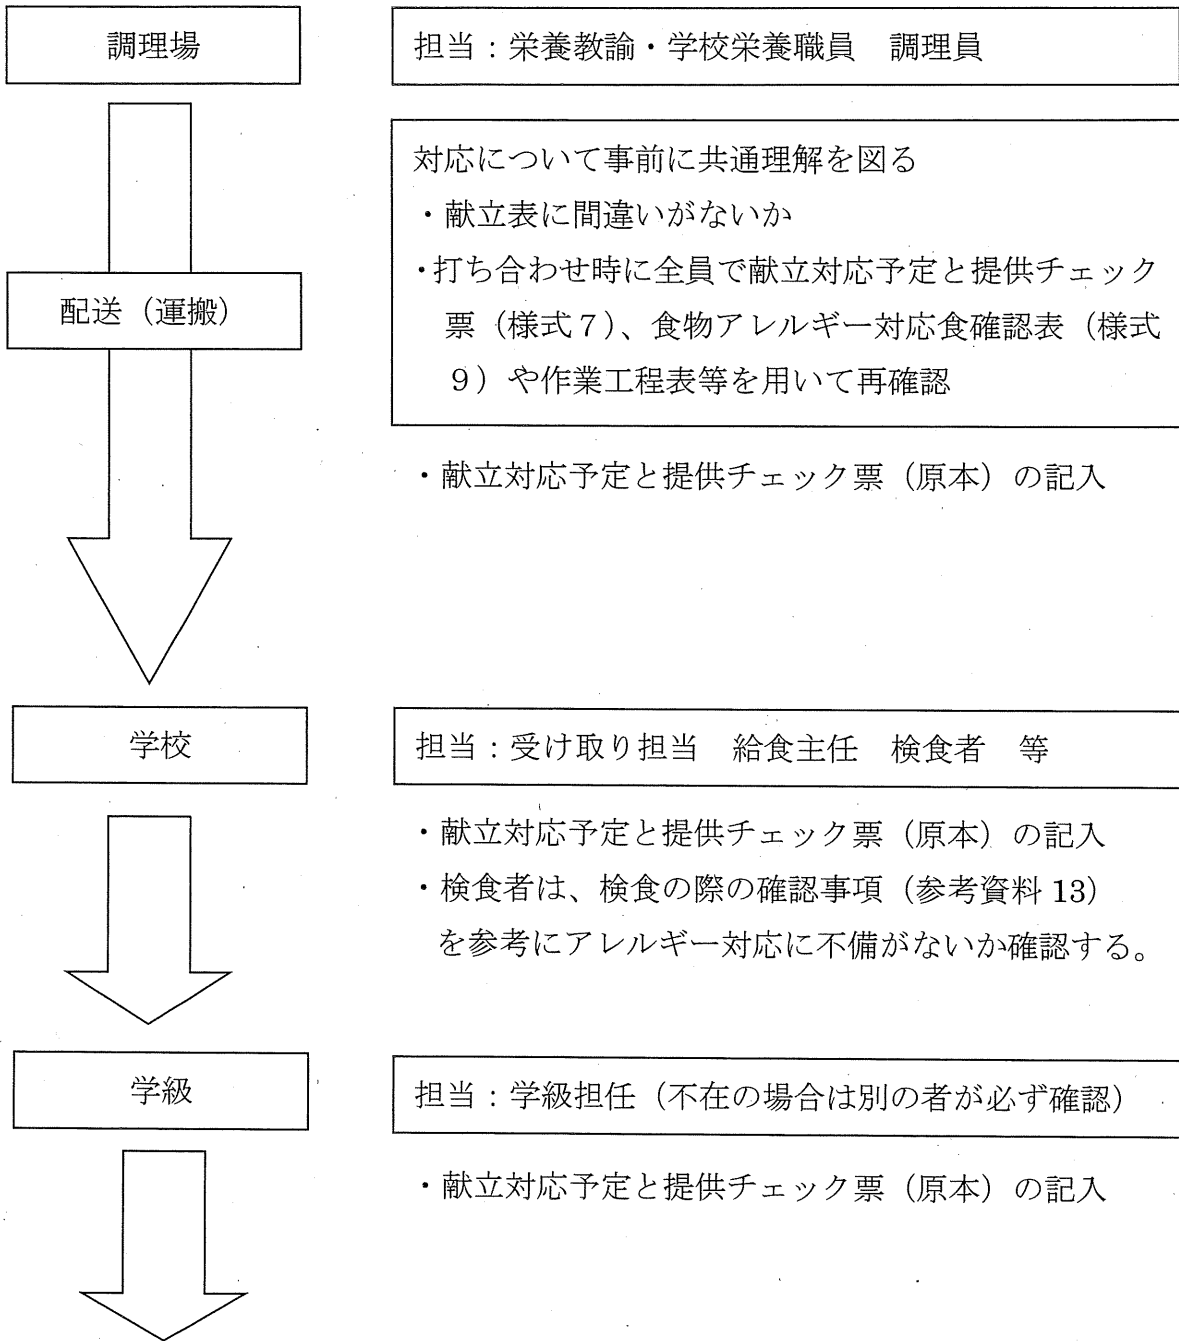 調理場
担当:栄養教諭・学校栄養職員　調理員
対応について事前に共通理解を図る
・献立表に間違いがないか
・打ち合わせ時に全員で献立対応予定と提供チェック
票(様式7)、食物アレルギー対応食確認表(様式
9)や作業工程表等を用いて再確認
配送(運搬)
・献立対応予定と提供チェック票(原本)の記入
学校
担当:受け取り担当　給食主任　検食者　等
・献立対応予定と提供チェック票(原本)の記入
・検食者は、検食の際の確認事項(参考資料 13)
を参考にアレルギー対応に不備がないか確認する。
学級
担当:学級担任(不在の場合は別の者が必ず確認)
・献立対応予定と提供チェック票(原本)の記入